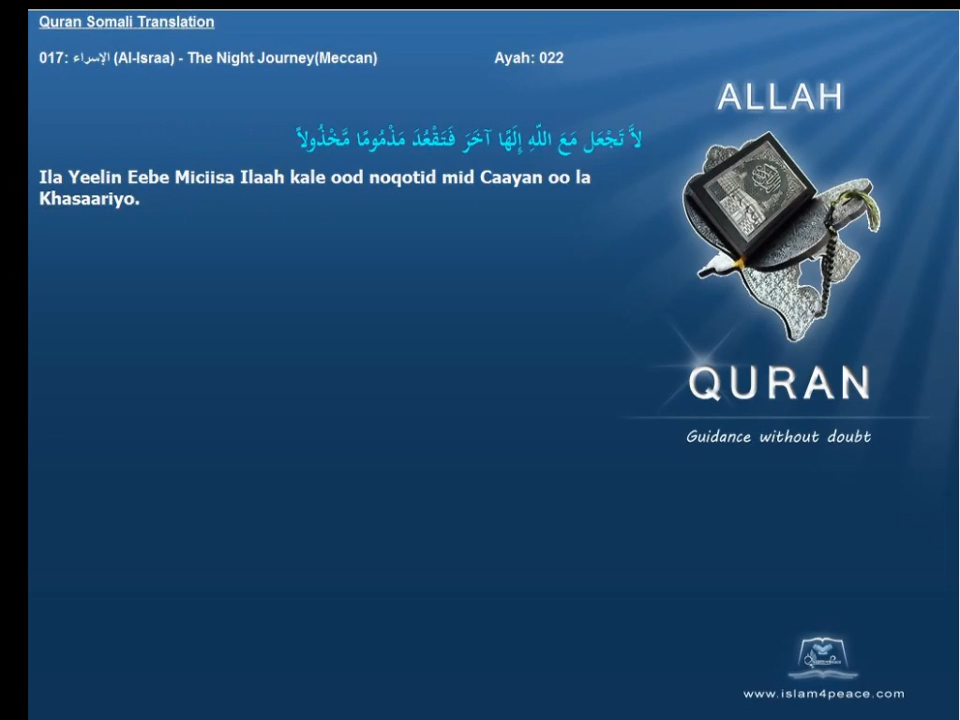 Quran Somali Translation
017: الإسراء (Al-Israa) - The Night Journey(Meccan) Ayah: 022
ALLAH
لاَّ تَجْعَل مَعَ اللّهِ إِلَهًا آخَرَ فَتَقْعُدَ مَذْمُومًا مَّخْذُولاً
Ila Yeelin Eebe Miciisa Ilaah kale ood noqotid mid Caayan oo la
Khasaariyo.
QURAN
Guidance without doubt
www.islam4peace.com